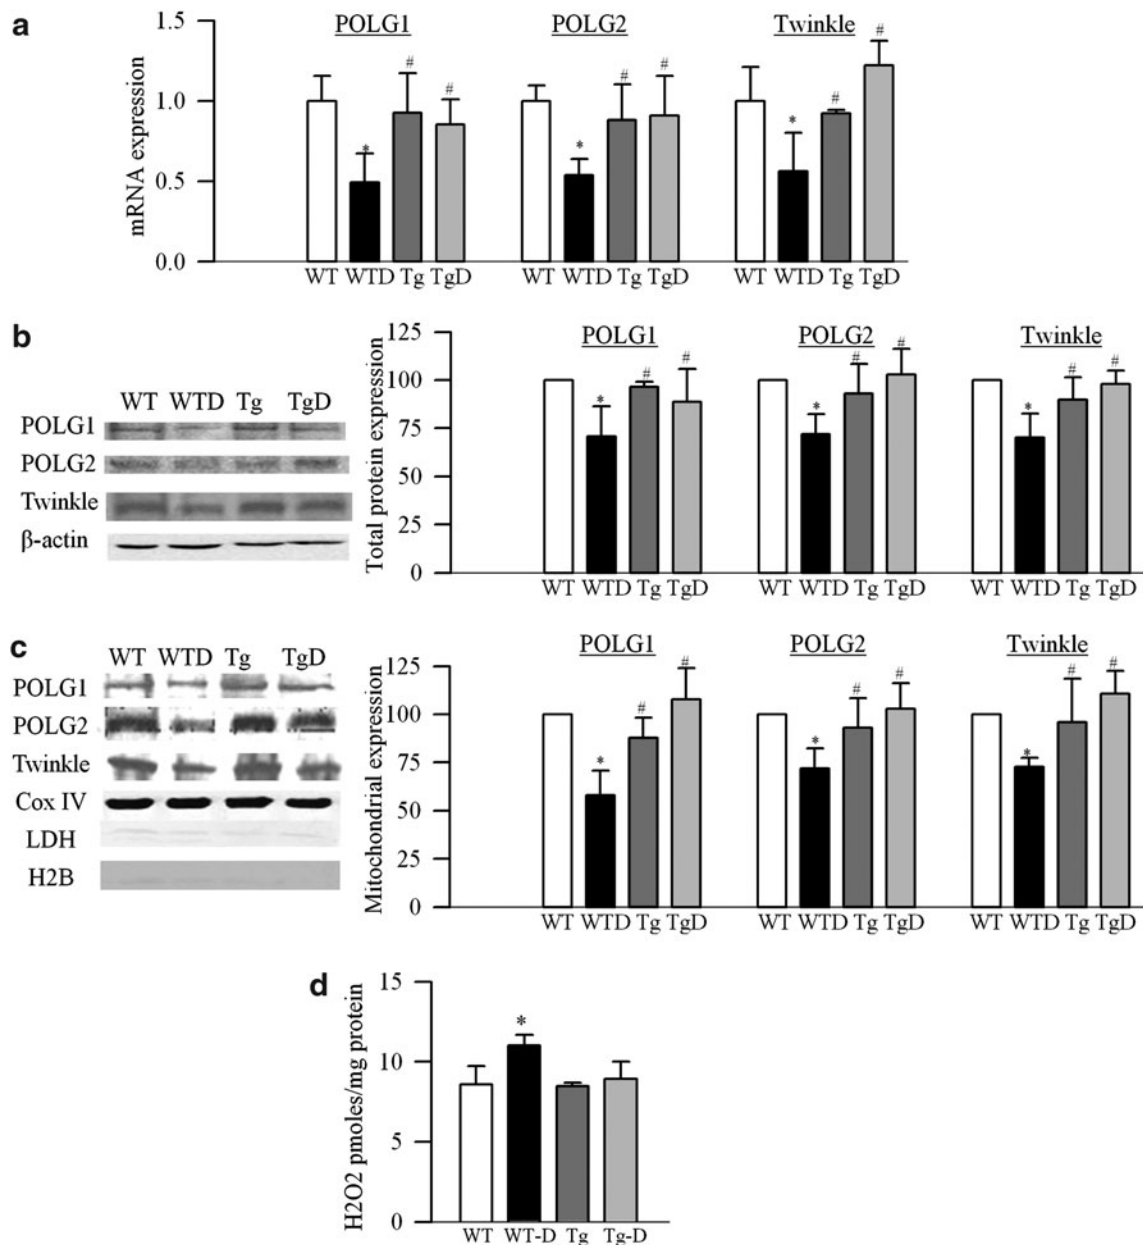 a
POLG1 POLG2 Twinkle
mRNA expression
1.5
1.0
0.5
0.0
# # # # # #
* * *
WT WTD Tg TgD WT WTD Tg TgD WT WTD Tg TgD
b
WT WTD Tg TgD
POLG1
POLG2
Twinkle
β-actin
Total protein expression
125
100
75
50
25
0
POLG1 POLG2 Twinkle
# # # # # #
* * *
WT WTD Tg TgD WT WTD Tg TgD WT WTD Tg TgD
c
WT WTD Tg TgD
POLG1
POLG2
Twinkle
Cox IV
LDH
H2B
Mitochondrial expression
125
100
75
50
25
0
POLG1 POLG2 Twinkle
# # # # # #
* * *
WT WTD Tg TgD WT WTD Tg TgD WT WTD Tg TgD
d
H2O2 pmoles/mg protein
15
10
5
0
*
WT WT-D Tg Tg-D